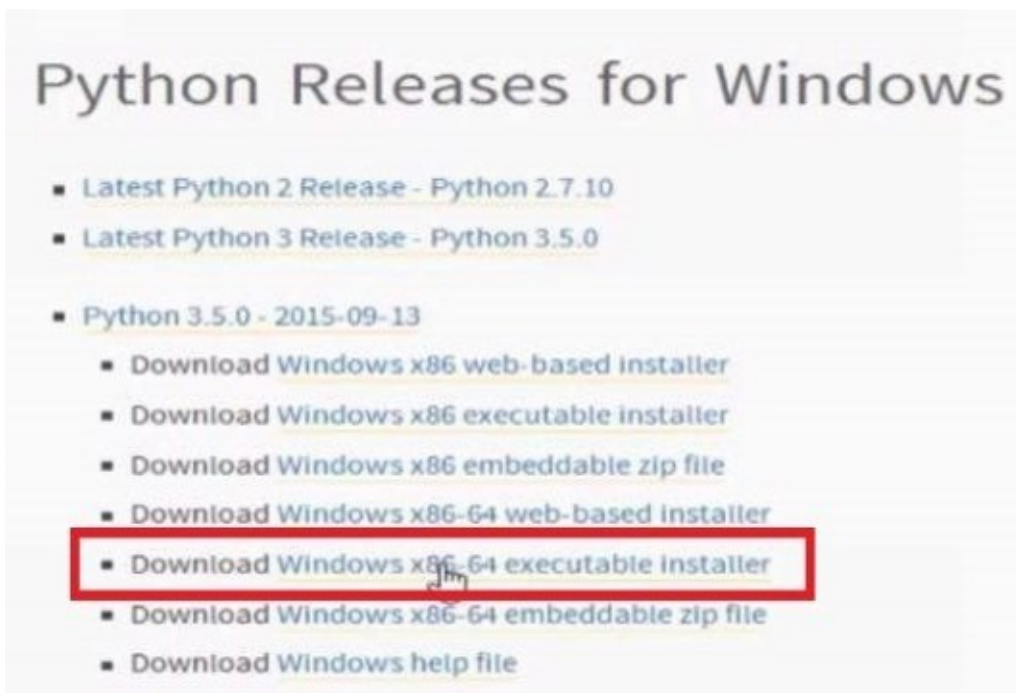 Python Releases for Windows
Latest Python 2 Release - Python 2.7.10
Latest Python 3 Release - Python 3.5.0
Python 3.5.0 - 2015-09-13
Download Windows x86 web-based installer
Download Windows x86 executable installer
Download Windows x86 embeddable zip file
Download Windows x86-64 web-based installer
Download Windows x86-64 executable installer
Download Windows x86-64 embeddable zip file
Download Windows help file